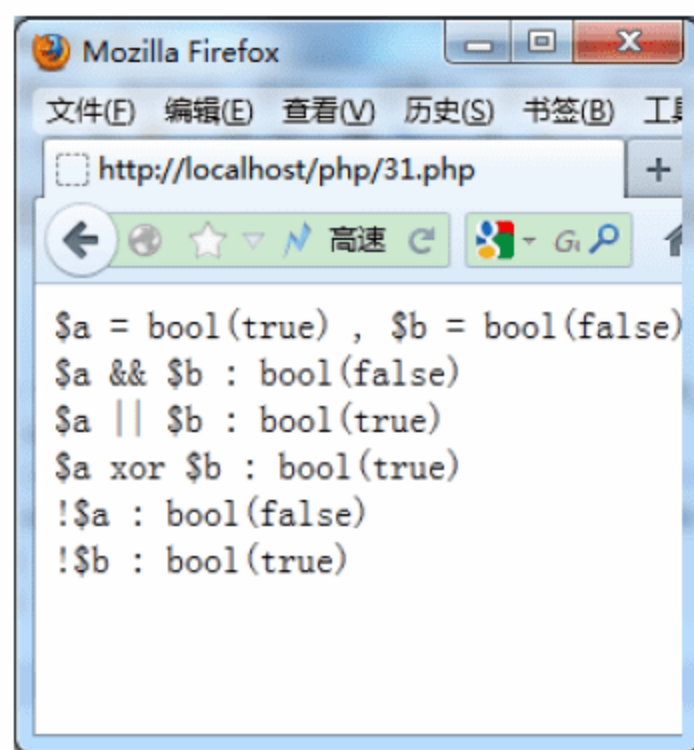 Mozilla Firefox
文件(F) 编辑(E) 查看(V) 历史(S) 书签(B)
http://localhost/php/31.php
高速
$a = bool(true) , $b = bool(false)
$a && $b : bool(false)
$a || $b : bool(true)
$a xor $b : bool(true)
!$a : bool(false)
!$b : bool(true)